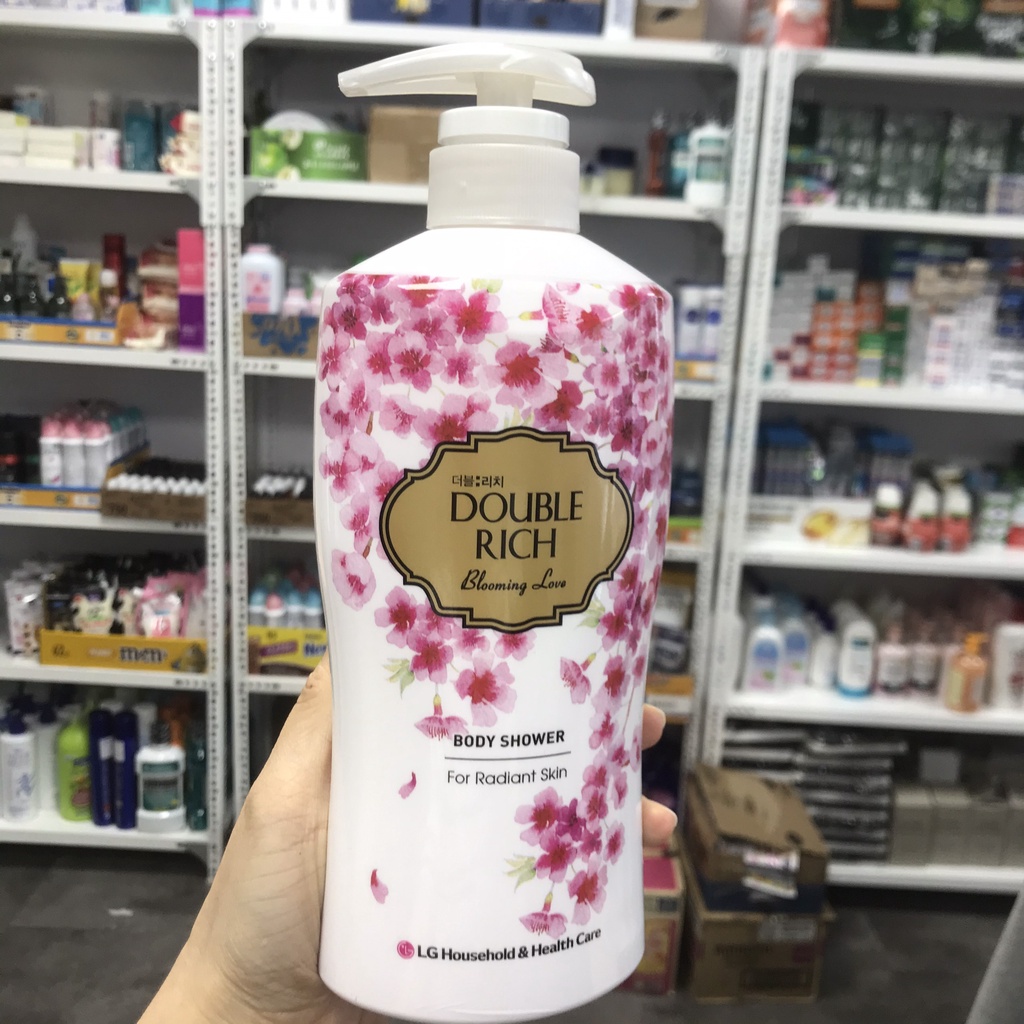 더블:리치
DOUBLE
RICH
Blooming Love
BODY SHOWER
For Radiant Skin
LG Household & Health Care